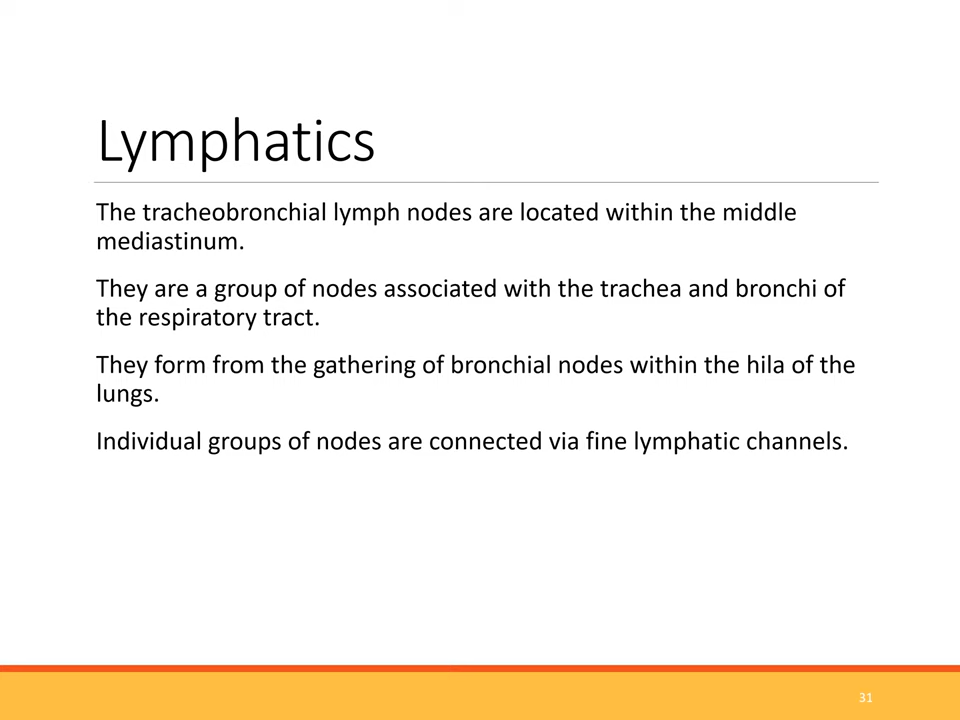 Lymphatics
The tracheobronchial lymph nodes are located within the middle
mediastinum.
They are a group of nodes associated with the trachea and bronchi of
the respiratory tract.
They form from the gathering of bronchial nodes within the hila of the
lungs.
Individual groups of nodes are connected via fine lymphatic channels.
31